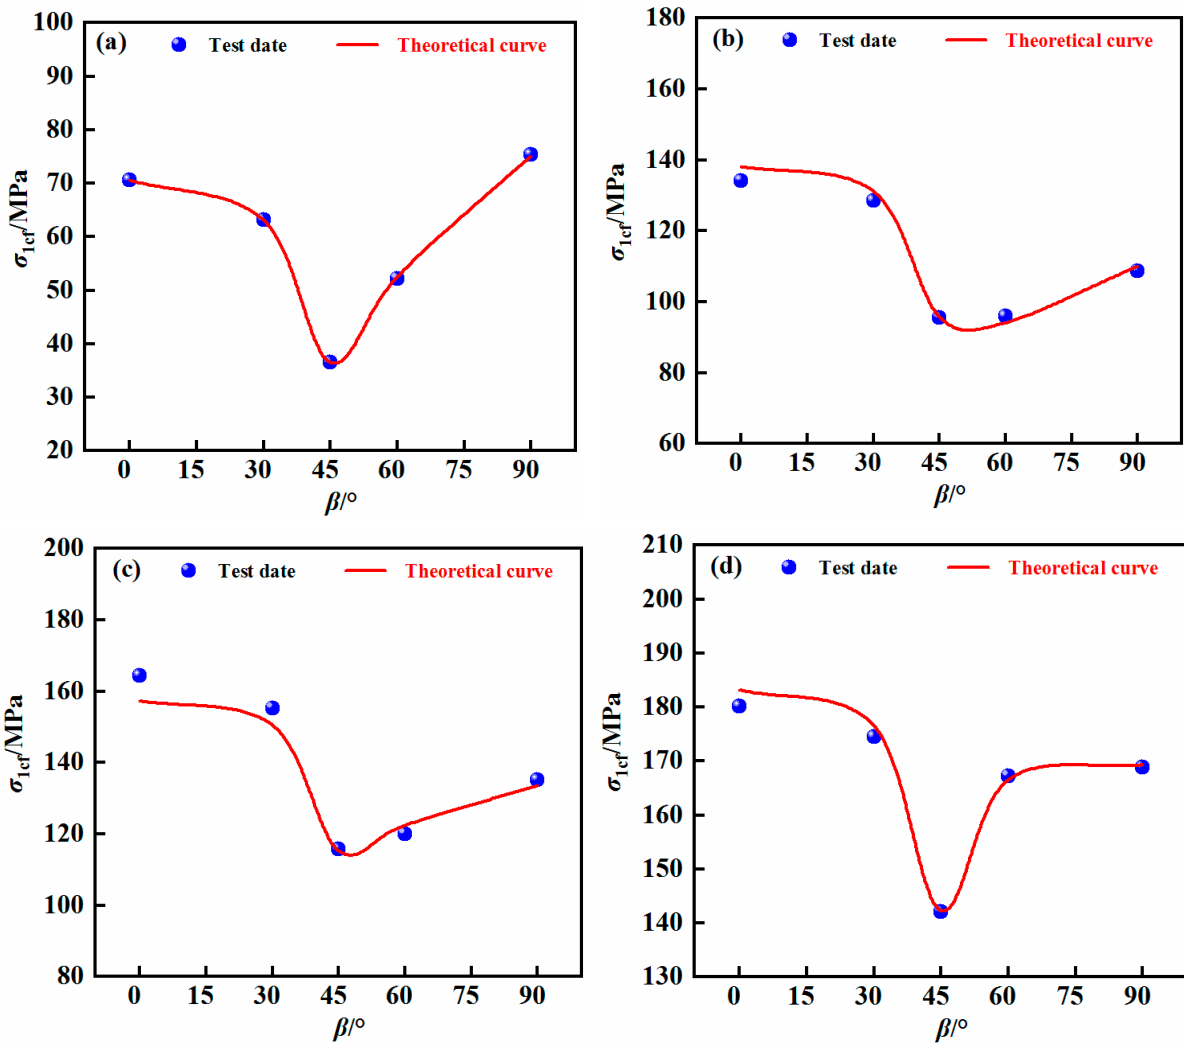 (a) Test date Theoretical curve
100
90
80
70
60
50
40
30
20
0 15 30 45 60 75 90
σ1cf/MPa
β/°
(b) Test date Theoretical curve
180
160
140
120
100
80
60
0 15 30 45 60 75 90
σ1cf/MPa
β/°
(c) Test date Theoretical curve
200
180
160
140
120
100
80
0 15 30 45 60 75 90
σ1cf/MPa
β/°
(d) Test date Theoretical curve
210
200
190
180
170
160
150
140
130
0 15 30 45 60 75 90
σ1cf/MPa
β/°